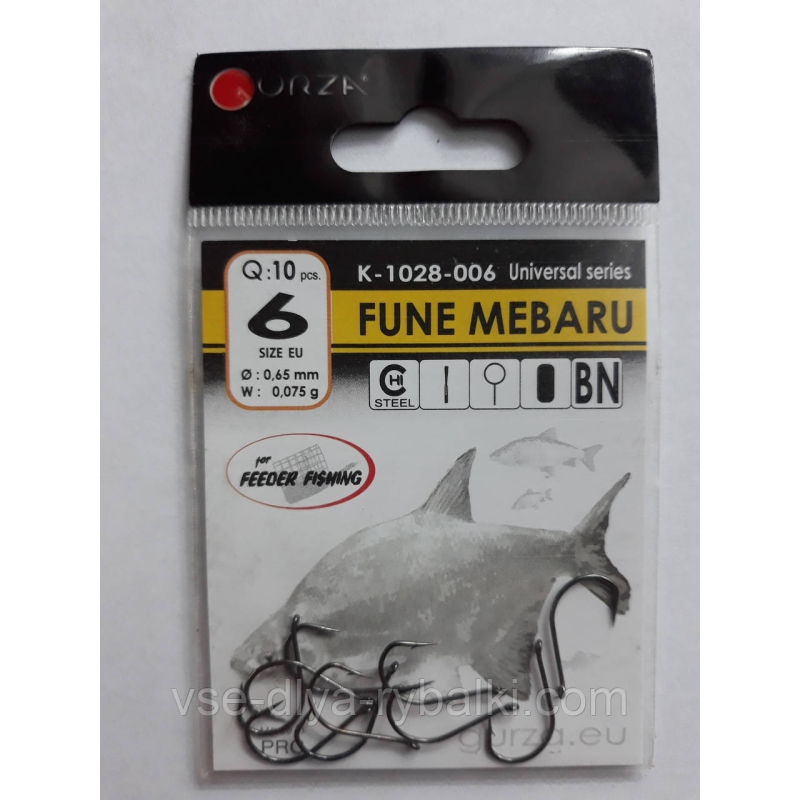 GURZA®
Q:10 pcs.
6
SIZE EU
Ø : 0,65 mm
W : 0,075 g
K-1028-006 Universal series
FUNE MEBARU
C
HI
STEEL
BN
for
FEEDER FISHING
vse-dlya-rybalki.com
PRO
gurza.eu